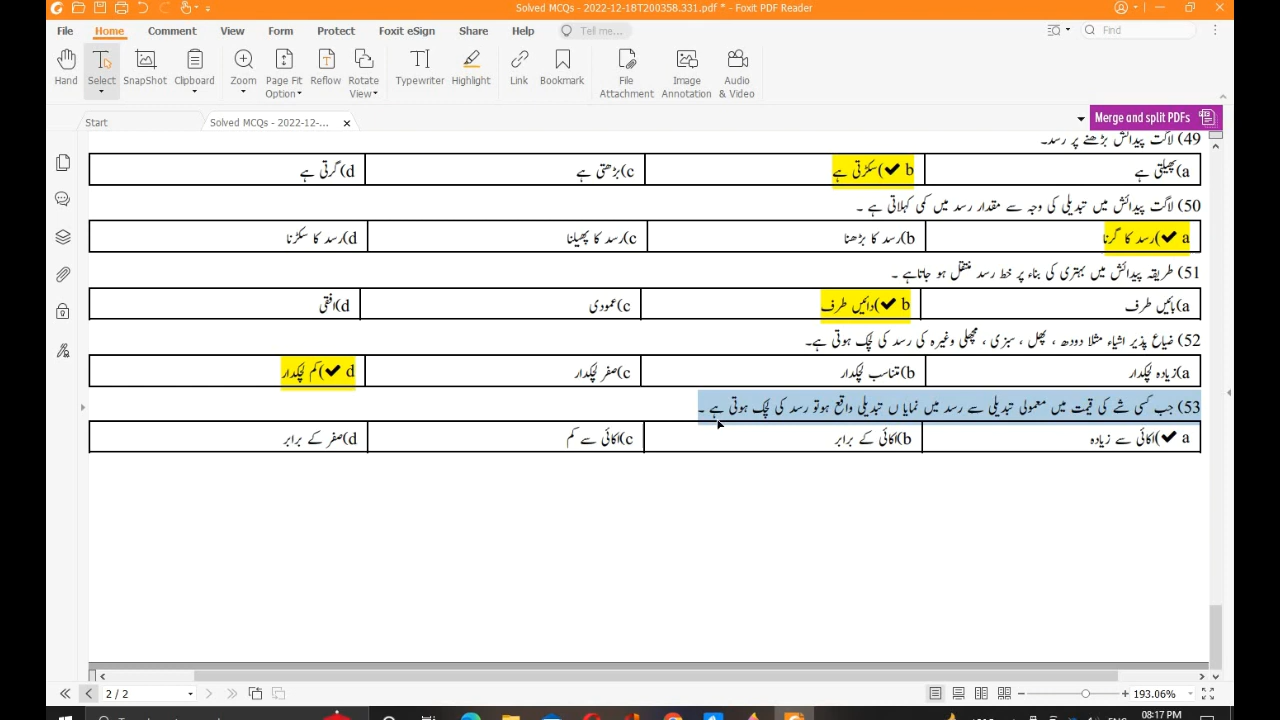 Solved MCQs - 2022-12-18T200358.331.pdf * - Foxit PDF Reader
File Home Comment View Form Protect Foxit eSign Share Help Tell me... Find
Hand Select SnapShot Clipboard Zoom Page Fit Option Reflow Rotate View Typewriter Highlight Link Bookmark File Attachment Image Annotation Audio & Video
Start Solved MCQs - 2022-12-... Merge and split PDFs
49) لاگت پیدائش بڑھنے پر رسد۔
a)پھیلتی ہے b✔)سکڑتی ہے c)بڑھتی ہے d)گرتی ہے
50) لاگت پیدائش میں تبدیلی کی وجہ سے مقدار رسد میں کمی کہلاتی ہے ۔
a✔)رسد کا گرنا b)رسد کا بڑھنا c)رسد کا پھیلنا d)رسد کا سکڑنا
51) طریقہ پیدائش میں بہتری کی بناء پر خط رسد منتقل ہو جاتاہے ۔
a)بائیں طرف b✔)دائیں طرف c)عمودی d)افقی
52) ضیاع پذیر اشیاء مثلا دودھ ، پھل ، سبزی ، مچھلی وغیرہ کی رسد کی لچک ہوتی ہے۔
a)زیادہ لچکدار b)متناسب لچکدار c)صفر لچکدار d✔)کم لچکدار
53) جب کسی شے کی قیمت میں معمولی تبدیلی سے رسد میں نمایا ں تبدیلی واقع ہوتو رسد کی لچک ہوتی ہے ۔
a✔)اکائی سے زیادہ b)اکائی کے برابر c)اکائی سے کم d)صفر کے برابر
2 / 2 193.06%
08:17 PM